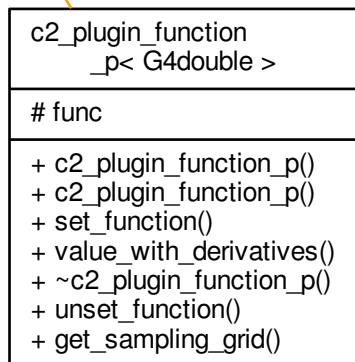 c2_plugin_function
_p< G4double >
# func
+ c2_plugin_function_p()
+ c2_plugin_function_p()
+ set_function()
+ value_with_derivatives()
+ ~c2_plugin_function_p()
+ unset_function()
+ get_sampling_grid()